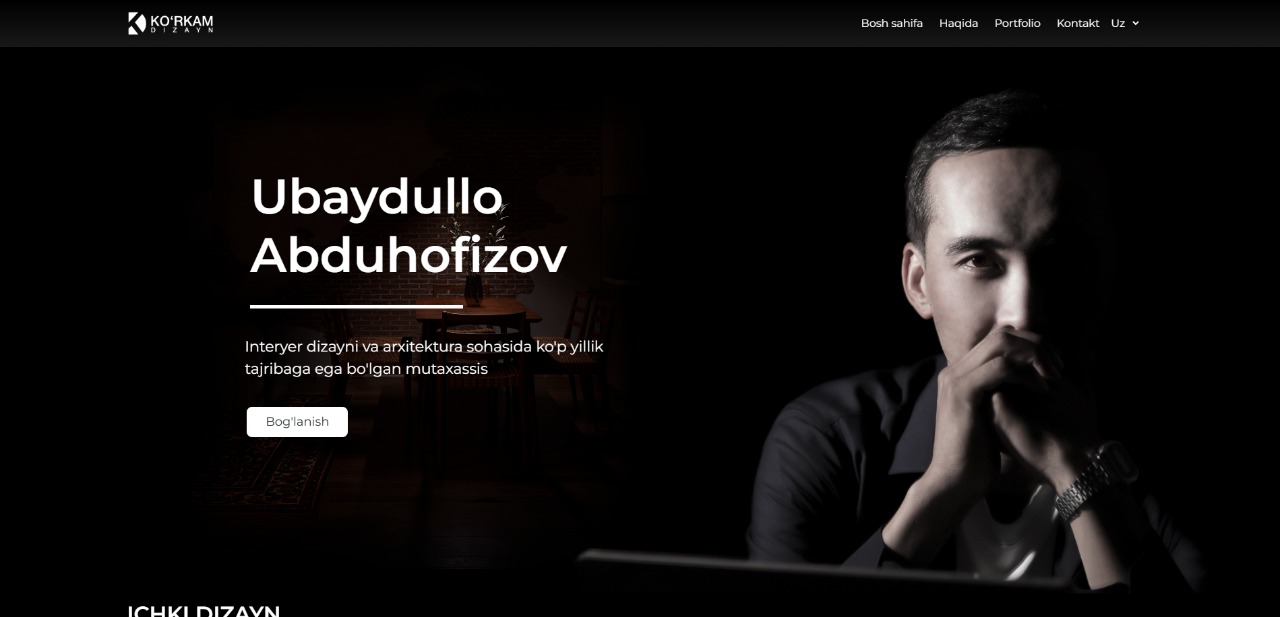 KO‘RKAM
DIZAYN
Bosh sahifa
Haqida
Portfolio
Kontakt
Uz
Ubaydullo
Abduhofizov
Interyer dizayni va arxitektura sohasida ko'p yillik
tajribaga ega bo'lgan mutaxassis
Bog'lanish
ICHKI DIZAYN